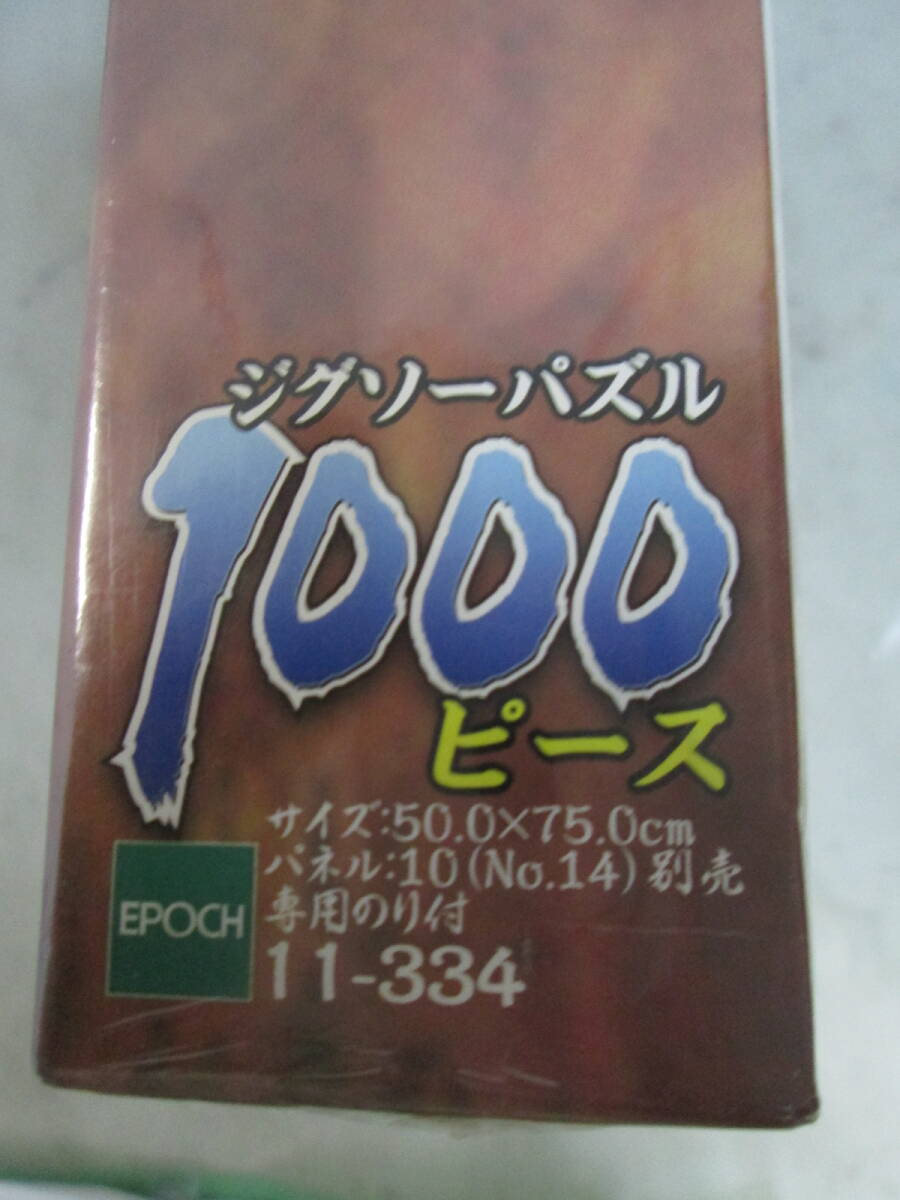 ジグソーパズル
1000
ピース
サイズ:50.0×75.0cm
パネル:10(No.14)別売
専用のり付
EPOCH
11-334